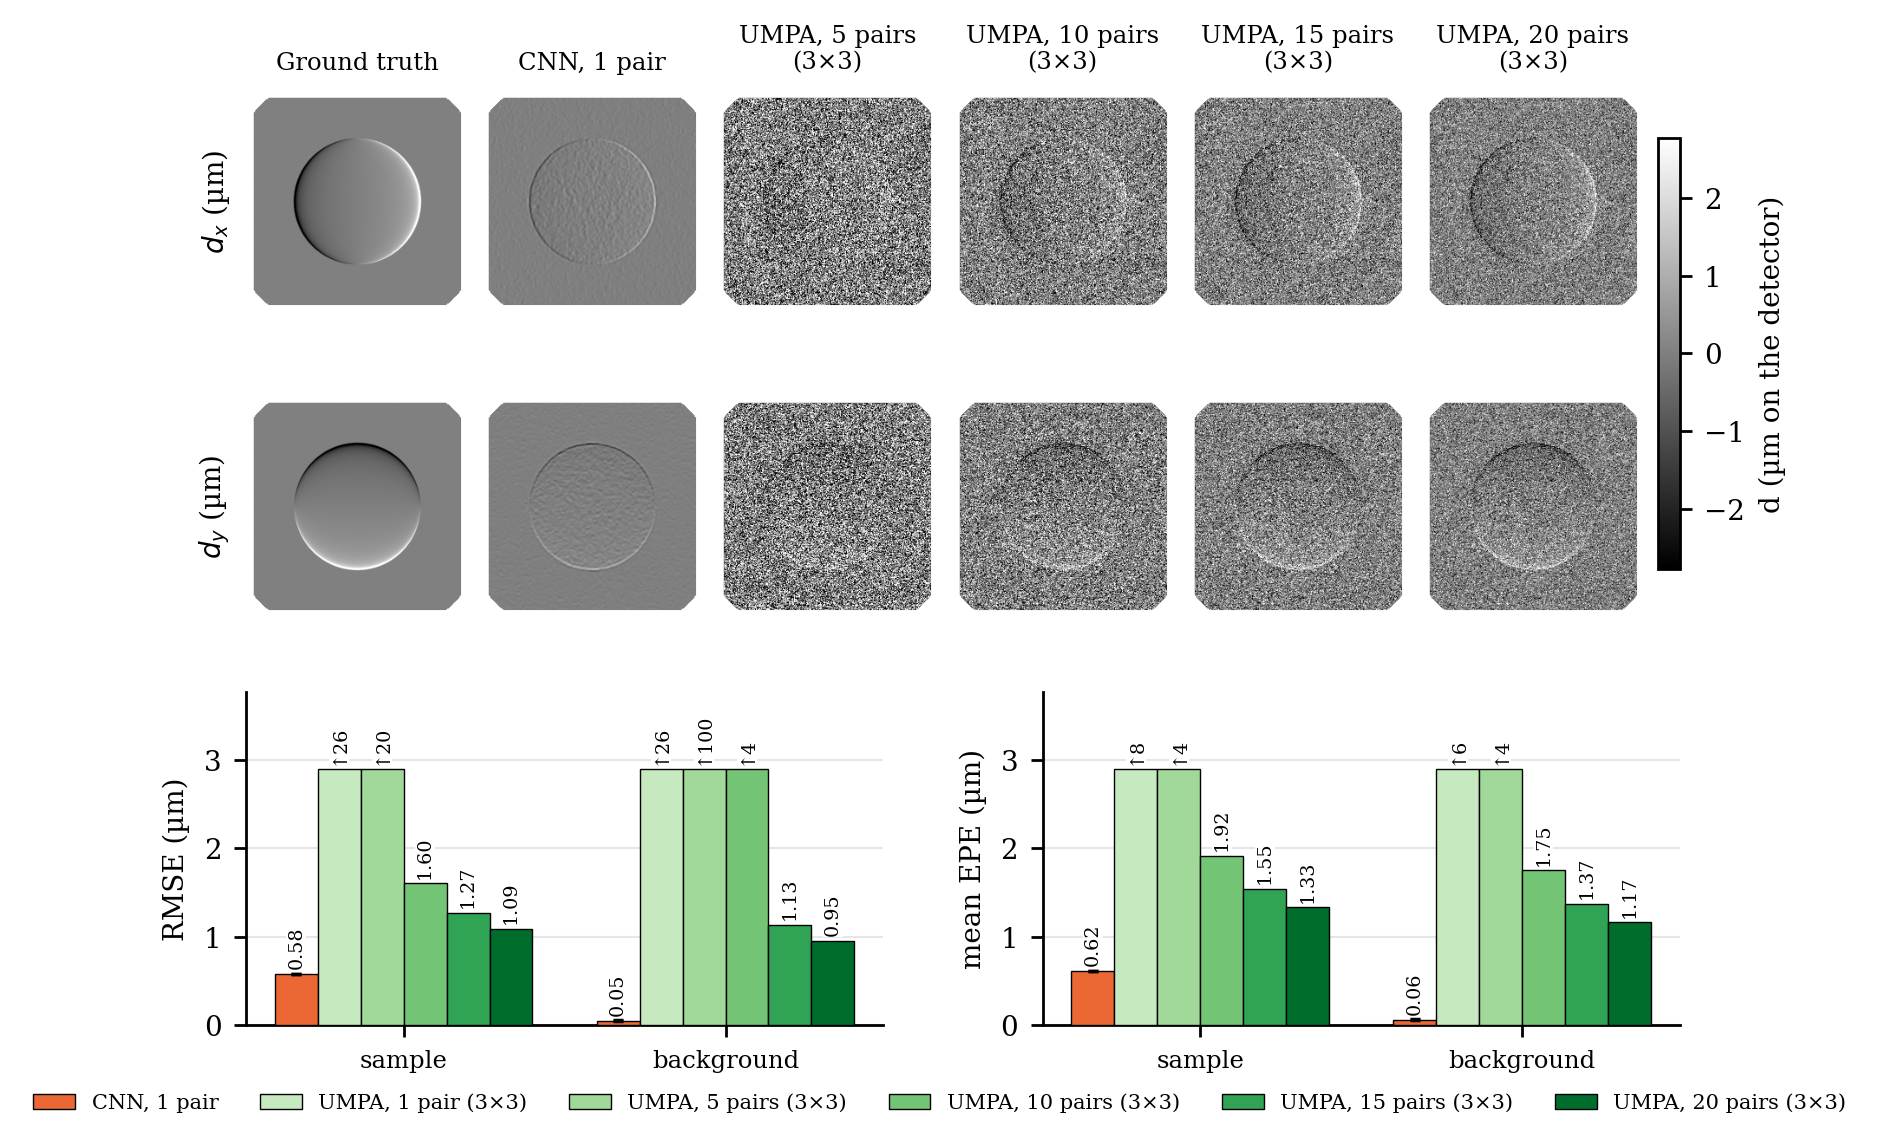 Ground truth
CNN, 1 pair
UMPA, 5 pairs
(3×3)
UMPA, 10 pairs
(3×3)
UMPA, 15 pairs
(3×3)
UMPA, 20 pairs
(3×3)
dx (µm)
dy (µm)
2
1
0
−1
−2
d (µm on the detector)
RMSE (µm)
3
2
1
0
0.58
↑26
↑20
1.60
1.27
1.09
0.05
↑26
↑100
↑4
1.13
0.95
sample
background
mean EPE (µm)
3
2
1
0
0.62
↑8
↑4
1.92
1.55
1.33
0.06
↑6
↑4
1.75
1.37
1.17
sample
background
CNN, 1 pair
UMPA, 1 pair (3×3)
UMPA, 5 pairs (3×3)
UMPA, 10 pairs (3×3)
UMPA, 15 pairs (3×3)
UMPA, 20 pairs (3×3)